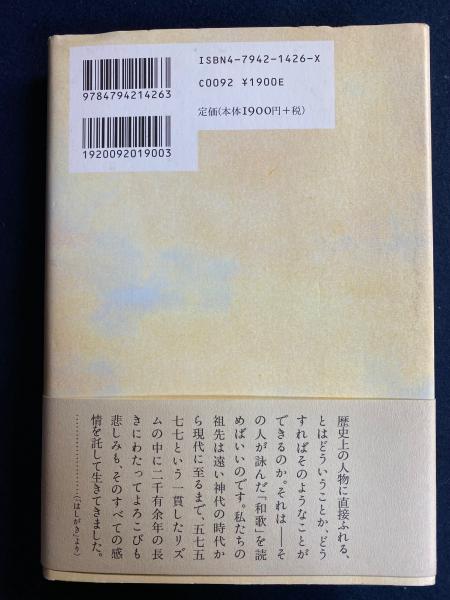 ISBN4-7942-1426-X
C0092 ¥1900E
定価(本体1900円+税)
9784794214263
1920092019003
歴史上の人物に直接ふれる、
とはどういうことか、どう
すればそのようなことが
できるのか。それは――そ
の人が詠んだ「和歌」を読
めばいいのです。私たちの
祖先は遠い神代の時代か
ら現代に至るまで、五七五
七七という一貫したリズ
ムの中に二千有余年の長
きにわたってよろこびも
悲しみも、そのすべての感
情を託して生きてきました。
……………………(「はしがき」より)